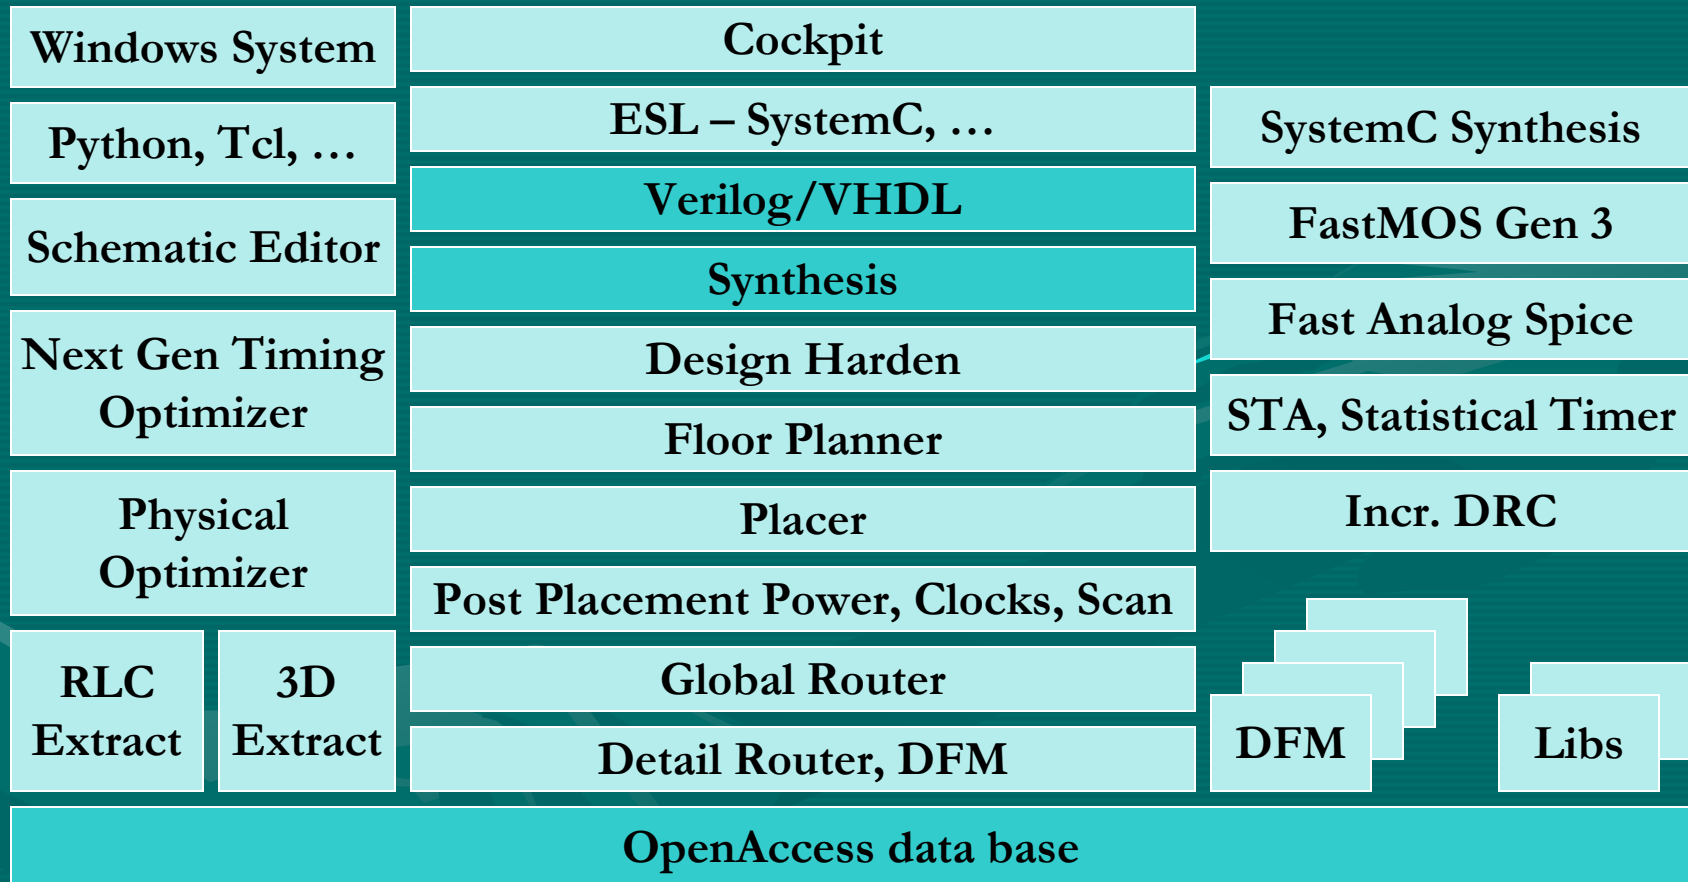 Windows System
Python, Tcl, …
Schematic Editor
Next Gen Timing
Optimizer
Physical
Optimizer
RLC
Extract
3D
Extract
Cockpit
ESL – SystemC, …
Verilog/VHDL
Synthesis
Design Harden
Floor Planner
Placer
Post Placement Power, Clocks, Scan
Global Router
Detail Router, DFM
SystemC Synthesis
FastMOS Gen 3
Fast Analog Spice
STA, Statistical Timer
Incr. DRC
DFM
Libs
OpenAccess data base